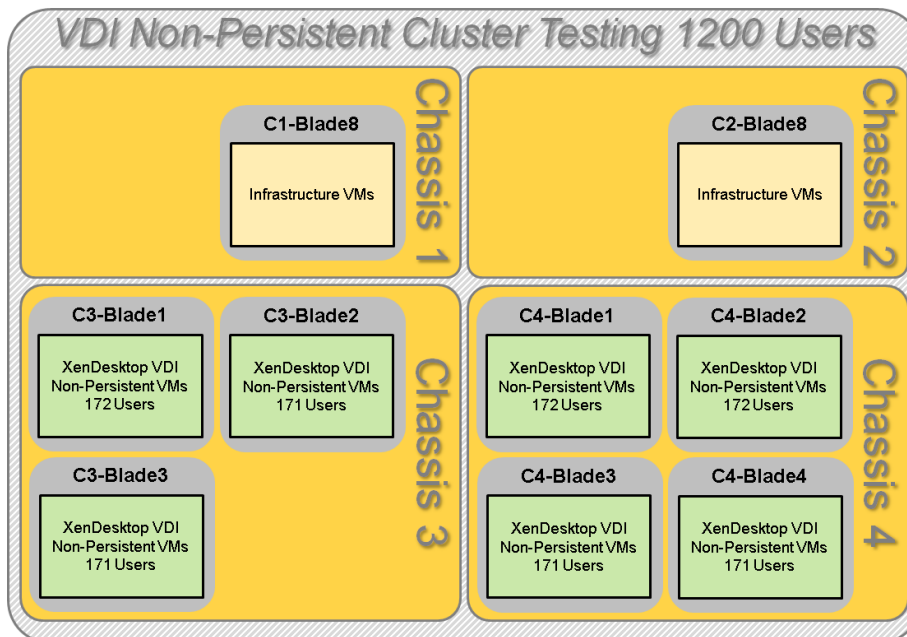 VDI Non-Persistent Cluster Testing 1200 Users
Chassis 1
C1-Blade8
Infrastructure VMs
Chassis 2
C2-Blade8
Infrastructure VMs
Chassis 3
C3-Blade1
XenDesktop VDI
Non-Persistent VMs
172 Users
C3-Blade2
XenDesktop VDI
Non-Persistent VMs
171 Users
C3-Blade3
XenDesktop VDI
Non-Persistent VMs
171 Users
Chassis 4
C4-Blade1
XenDesktop VDI
Non-Persistent VMs
172 Users
C4-Blade2
XenDesktop VDI
Non-Persistent VMs
172 Users
C4-Blade3
XenDesktop VDI
Non-Persistent VMs
171 Users
C4-Blade4
XenDesktop VDI
Non-Persistent VMs
171 Users